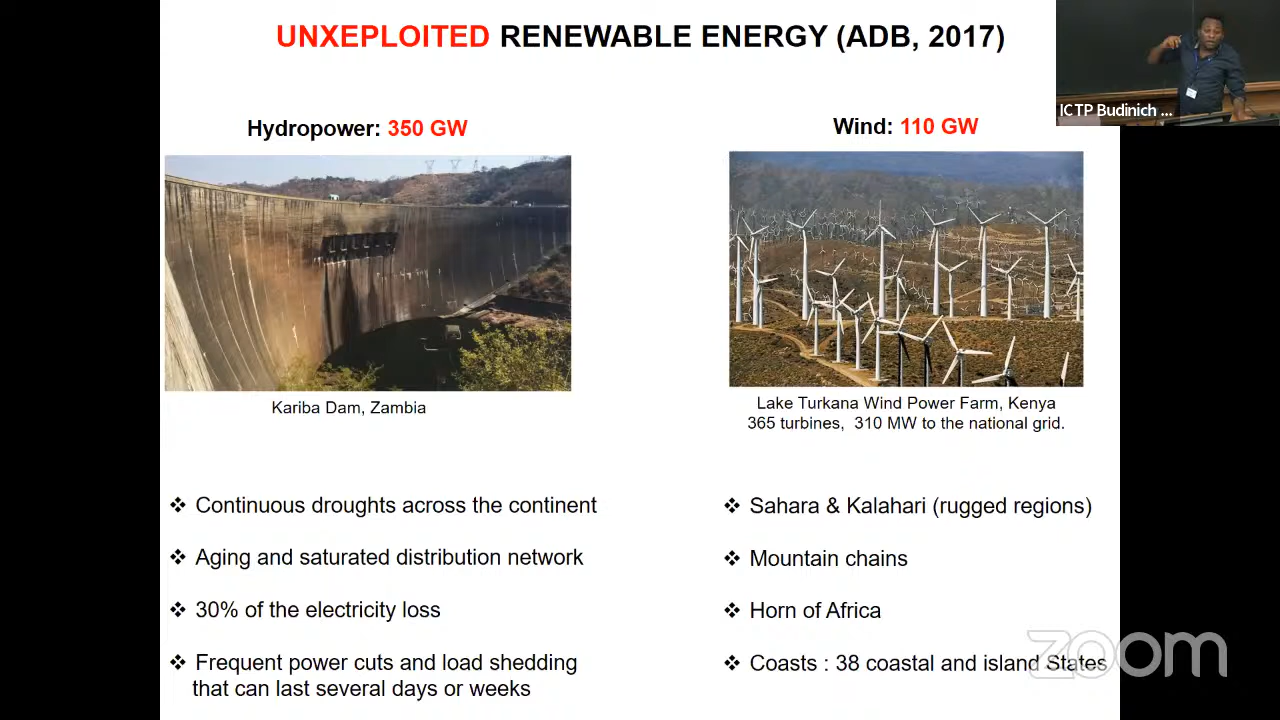 UNXEPLOITED RENEWABLE ENERGY (ADB, 2017)
ICTP Budinich ...
Hydropower: 350 GW
Wind: 110 GW
Kariba Dam, Zambia
Lake Turkana Wind Power Farm, Kenya
365 turbines, 310 MW to the national grid.
❖ Continuous droughts across the continent
❖ Aging and saturated distribution network
❖ 30% of the electricity loss
❖ Frequent power cuts and load shedding
that can last several days or weeks
❖ Sahara & Kalahari (rugged regions)
❖ Mountain chains
❖ Horn of Africa
❖ Coasts : 38 coastal and island States
zoom